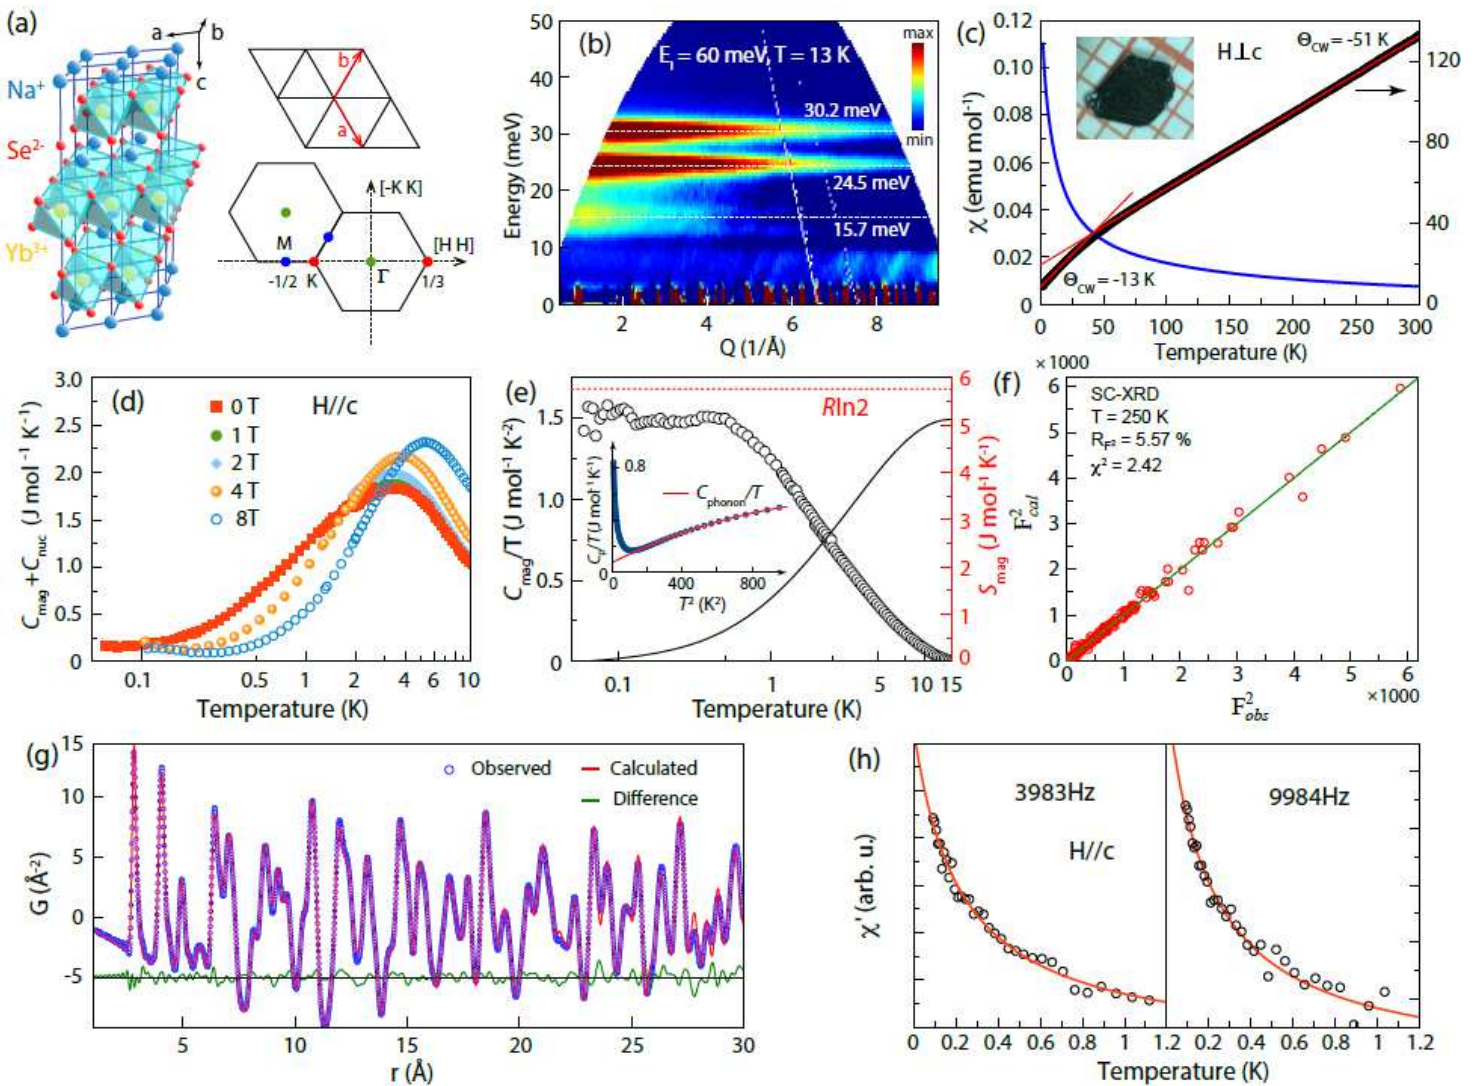 (a)
a
b
c
Na⁺
Se²⁻
Yb³⁺
b
a
[-K K]
M
[H H]
Γ
-1/2
K
1/3
(b)
Eᵢ = 60 meV, T = 13 K
max
min
30.2 meV
24.5 meV
15.7 meV
50
40
30
20
10
0
Energy (meV)
2
4
6
8
Q (1/Å)
(c)
H⊥c
Θ_CW = -51 K
Θ_CW = -13 K
0.12
0.10
0.08
0.06
0.04
0.02
0
χ (emu mol⁻¹)
120
80
40
0
0
50
100
150
200
250
300
Temperature (K)
(d)
H//c
0 T
1 T
2 T
4 T
8T
3.0
2.5
2.0
1.5
1.0
0.5
0
C_mag+C_nuc (J mol⁻¹ K⁻¹)
0.1
0.5
1
2
4
6
10
Temperature (K)
(e)
Rln2
1.5
1.0
0.5
0
C_mag/T (J mol⁻¹ K⁻²)
6
5
4
3
2
1
0
S_mag (J mol⁻¹ K⁻¹)
0.8
C_phonon/T
0
400
800
T² (K²)
0.1
1
5
10
15
Temperature (K)
(f)
×1000
SC-XRD
T = 250 K
R_F² = 5.57 %
χ² = 2.42
6
5
4
3
2
1
0
F²_cal
0
1
2
3
4
5
6
×1000
F²_obs
(g)
Observed
Calculated
Difference
15
10
5
0
-5
G (Å⁻²)
5
10
15
20
25
30
r (Å)
(h)
3983Hz
9984Hz
H//c
χ' (arb. u.)
0
0.2
0.4
0.6
0.8
1
1.2
0.2
0.4
0.6
0.8
1
1.2
Temperature (K)